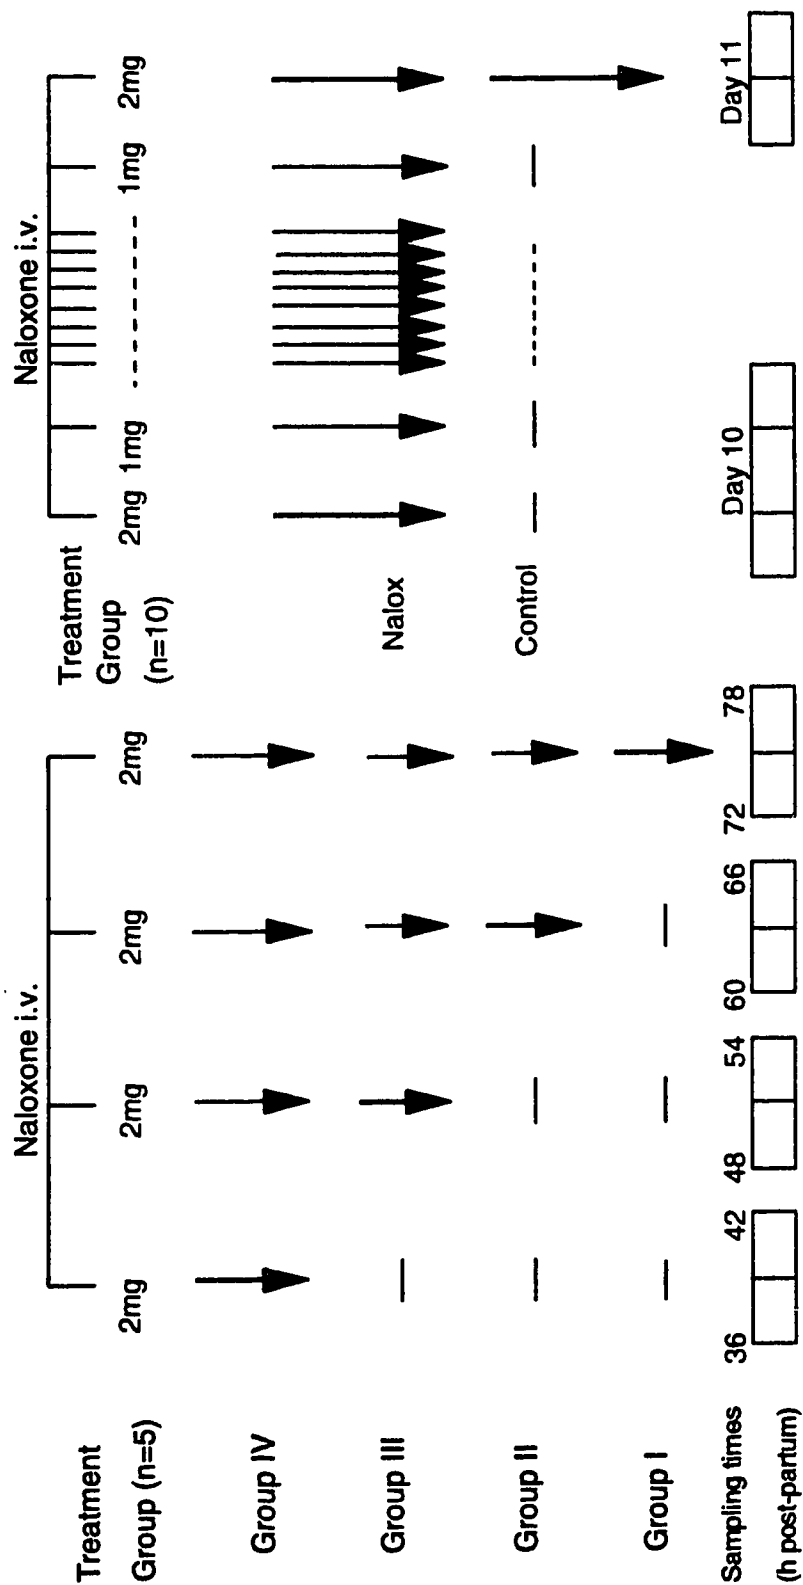 Naloxone i.v.
Treatment
2mg 2mg 2mg 2mg
Group (n=5)
Group IV
Group III
Group II
Group I
Sampling times
36 42 48 54 60 66 72 78
(h post-partum)
Naloxone i.v.
Treatment
Group
2mg 1mg 1mg 2mg
(n=10)
Nalox
Control
Day 10 Day 11